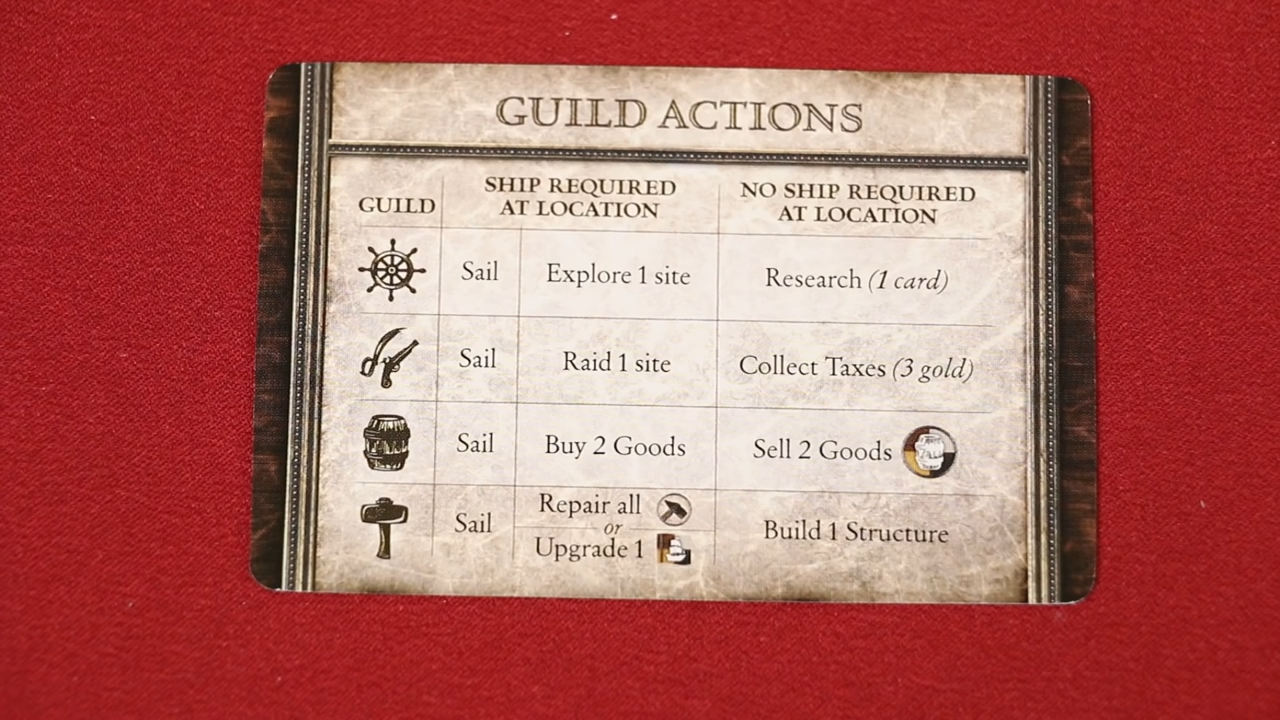 GUILD ACTIONS
GUILD
SHIP REQUIRED
AT LOCATION
NO SHIP REQUIRED
AT LOCATION
Sail
Explore 1 site
Research (1 card)
Sail
Raid 1 site
Collect Taxes (3 gold)
Sail
Buy 2 Goods
Sell 2 Goods
Sail
Repair all
or
Upgrade 1
Build 1 Structure